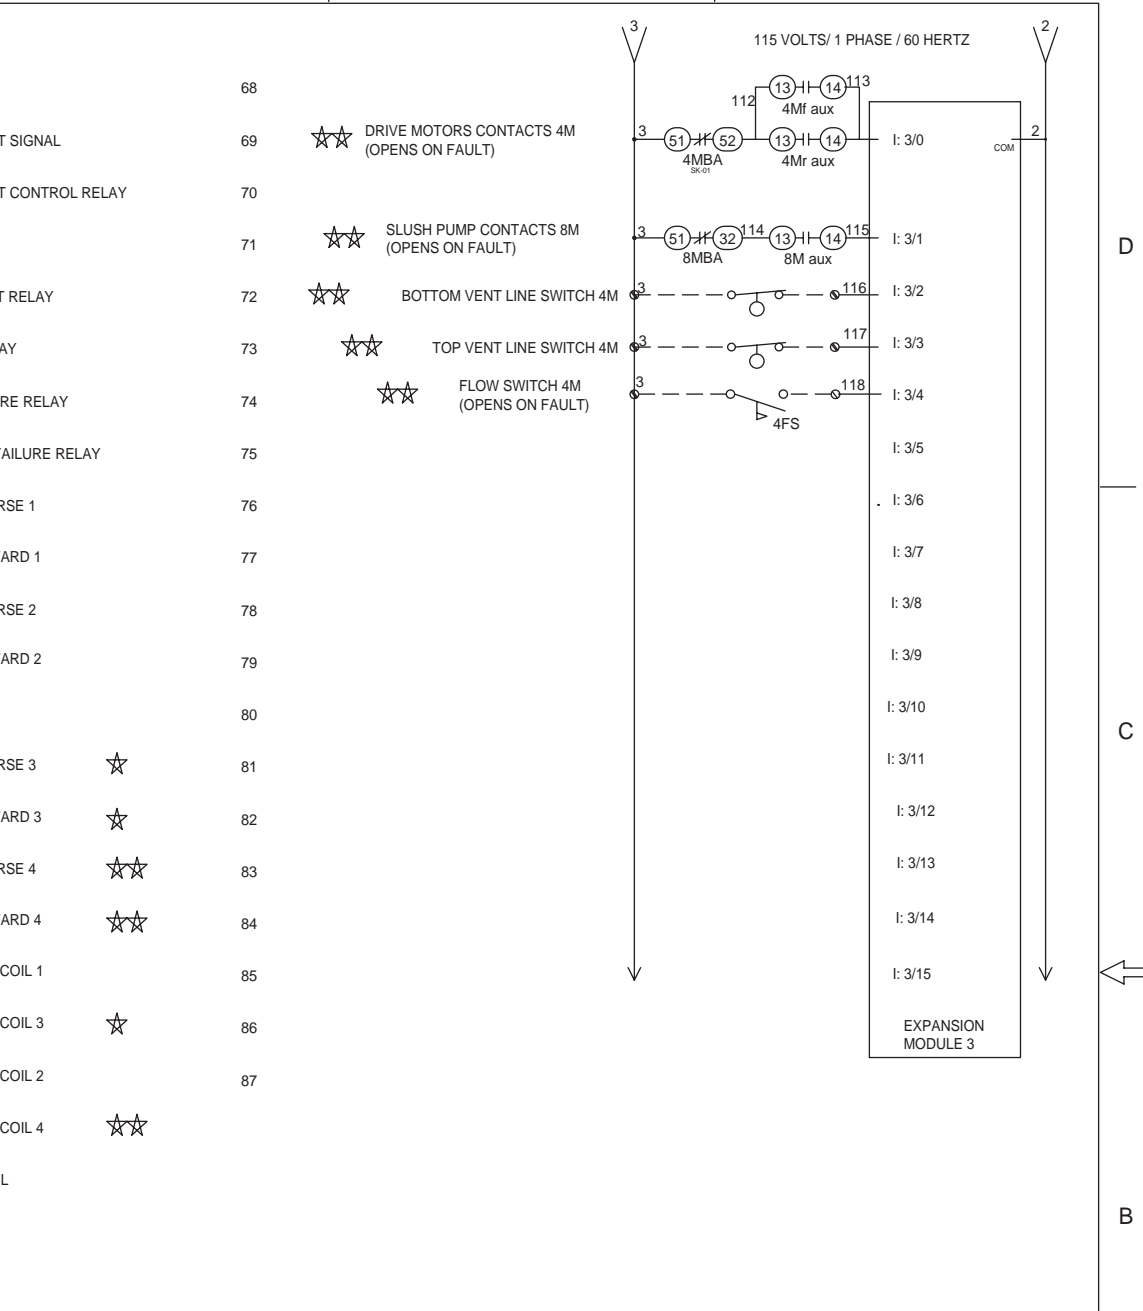 3
2
115 VOLTS/ 1 PHASE / 60 HERTZ
68
13 14 113
112
4Mf aux
T SIGNAL
69
DRIVE MOTORS CONTACTS 4M
(OPENS ON FAULT)
3
51 52 13 14
4MBA
SK-01
4Mr aux
I: 3/0
COM
2
T CONTROL RELAY
70
71
SLUSH PUMP CONTACTS 8M
(OPENS ON FAULT)
3
51 32 114 13 14 115
8MBA
8M aux
I: 3/1
D
T RELAY
72
BOTTOM VENT LINE SWITCH 4M
3
116
I: 3/2
AY
73
TOP VENT LINE SWITCH 4M
3
117
I: 3/3
RE RELAY
74
FLOW SWITCH 4M
(OPENS ON FAULT)
3
118
4FS
I: 3/4
AILURE RELAY
75
I: 3/5
RSE 1
76
I: 3/6
ARD 1
77
I: 3/7
RSE 2
78
I: 3/8
ARD 2
79
I: 3/9
80
I: 3/10
C
RSE 3
81
I: 3/11
ARD 3
82
I: 3/12
RSE 4
83
I: 3/13
ARD 4
84
I: 3/14
COIL 1
85
I: 3/15
COIL 3
86
EXPANSION
MODULE 3
COIL 2
87
COIL 4
L
B